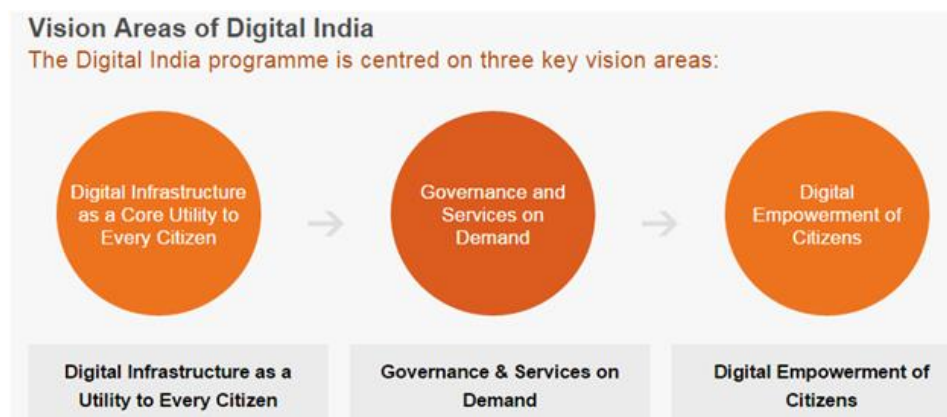 Vision Areas of Digital India
The Digital India programme is centred on three key vision areas:
Digital Infrastructure
as a Core Utility to
Every Citizen
Governance and
Services on
Demand
Digital
Empowerment of
Citizens
Digital Infrastructure as a
Utility to Every Citizen
Governance & Services on
Demand
Digital Empowerment of
Citizens